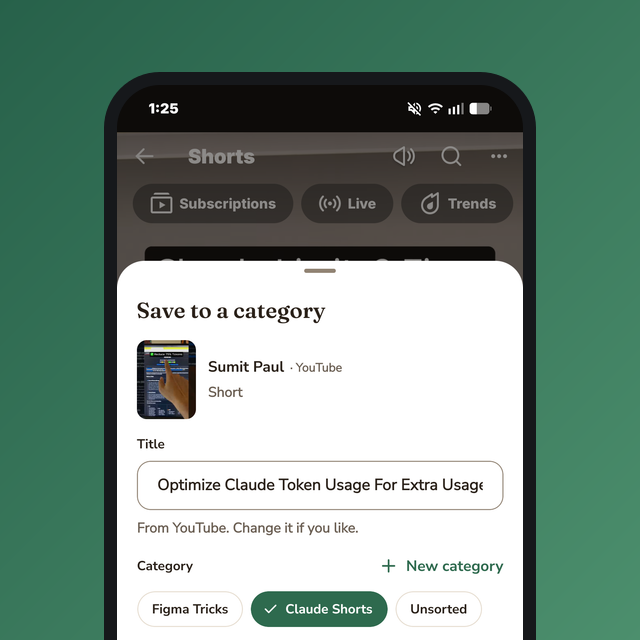 1:25
Shorts
Subscriptions
Live
Trends
Save to a category
Sumit Paul · YouTube
Short
Title
Optimize Claude Token Usage For Extra Usage
From YouTube. Change it if you like.
Category
+ New category
Figma Tricks
Claude Shorts
Unsorted